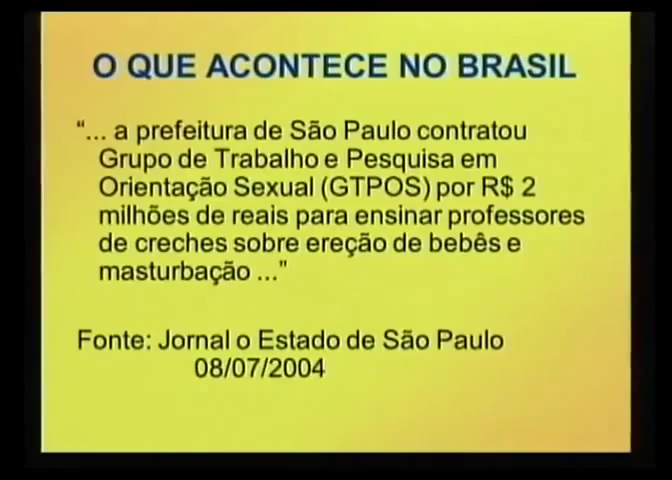 O QUE ACONTECE NO BRASIL
“... a prefeitura de São Paulo contratou
Grupo de Trabalho e Pesquisa em
Orientação Sexual (GTPOS) por R$ 2
milhões de reais para ensinar professores
de creches sobre ereção de bebês e
masturbação ...”
Fonte: Jornal o Estado de São Paulo
08/07/2004